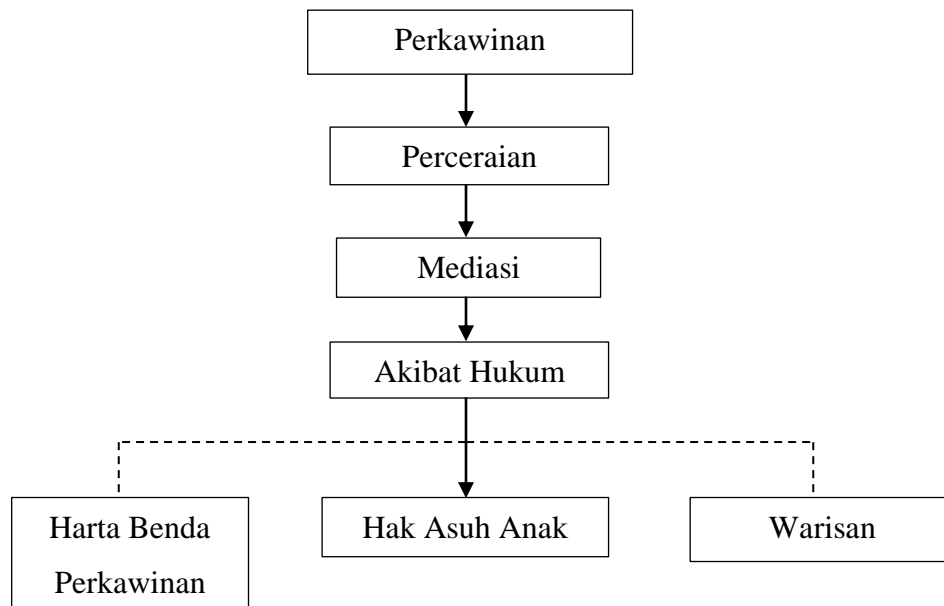 Perkawinan
Perceraian
Mediasi
Akibat Hukum
Harta Benda
Perkawinan
Hak Asuh Anak
Warisan